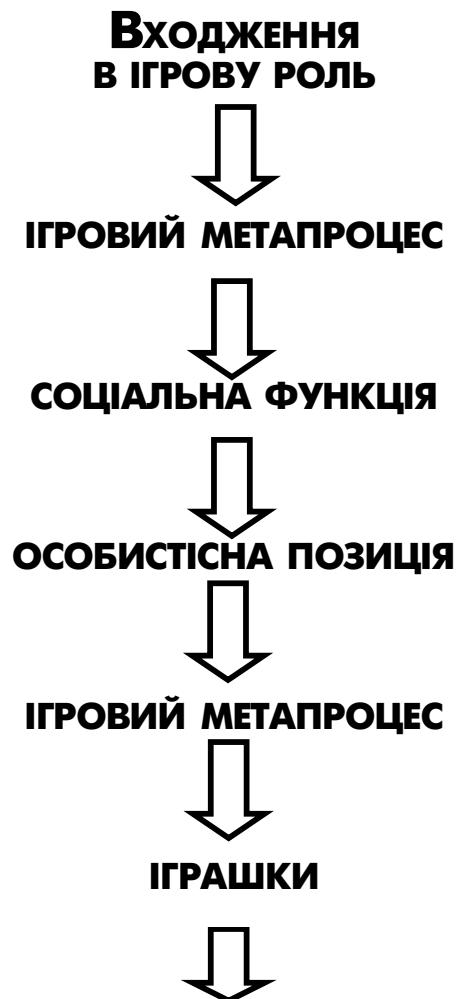 Входження
в ігрову роль
ІГРОВИЙ МЕТАПРОЦЕС
СОЦІАЛЬНА ФУНКЦІЯ
ОСОБИСТІСНА ПОЗИЦІЯ
ІГРОВИЙ МЕТАПРОЦЕС
ІГРАШКИ